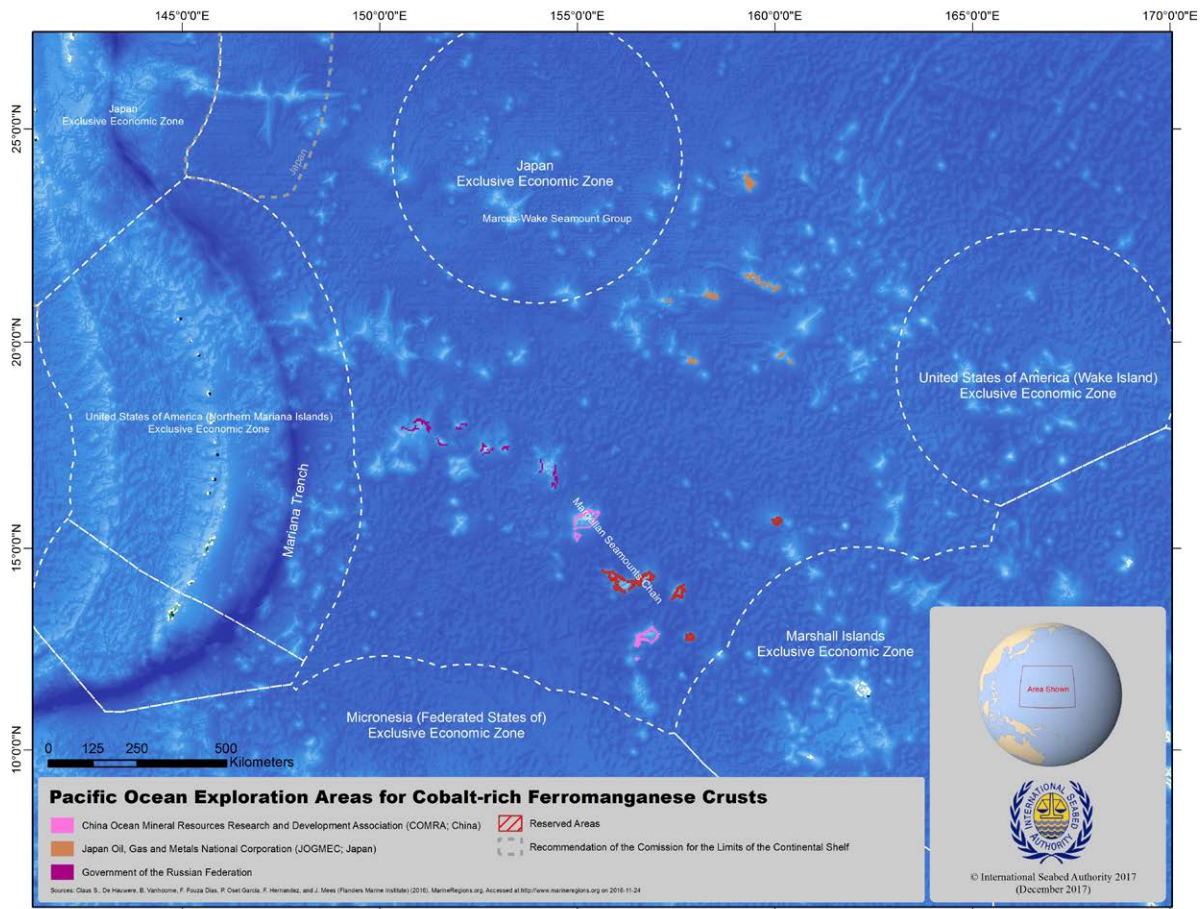 145°0'0"E 150°0'0"E 155°0'0"E 160°0'0"E 165°0'0"E 170°0'0"E
25°0'0"N
20°0'0"N
15°0'0"N
10°0'0"N
Japan
Exclusive Economic Zone
Japan
Japan
Exclusive Economic Zone
Marcus-Wake Seamount Group
United States of America (Wake Island)
Exclusive Economic Zone
United States of America (Northern Mariana Islands)
Exclusive Economic Zone
Mariana Trench
Magellan Seamounts Chain
Marshall Islands
Exclusive Economic Zone
Micronesia (Federated States of)
Exclusive Economic Zone
0 125 250 500
Kilometers
Area Shown
Pacific Ocean Exploration Areas for Cobalt-rich Ferromanganese Crusts
China Ocean Mineral Resources Research and Development Association (COMRA; China)
Japan Oil, Gas and Metals National Corporation (JOGMEC; Japan)
Government of the Russian Federation
Reserved Areas
Recommendation of the Comission for the Limits of the Continental Shelf
Sources: Claus S., De Hauwere, B. Vanhoorne, F. Fouza Dias, P. Oset García, F. Hernandez, and J. Mees (Flanders Marine Institute) (2016). MarineRegions.org. Accessed at http://www.marineregions.org on 2016-11-24
INTERNATIONAL SEABED
AUTHORITY
© International Seabed Authority 2017
(December 2017)